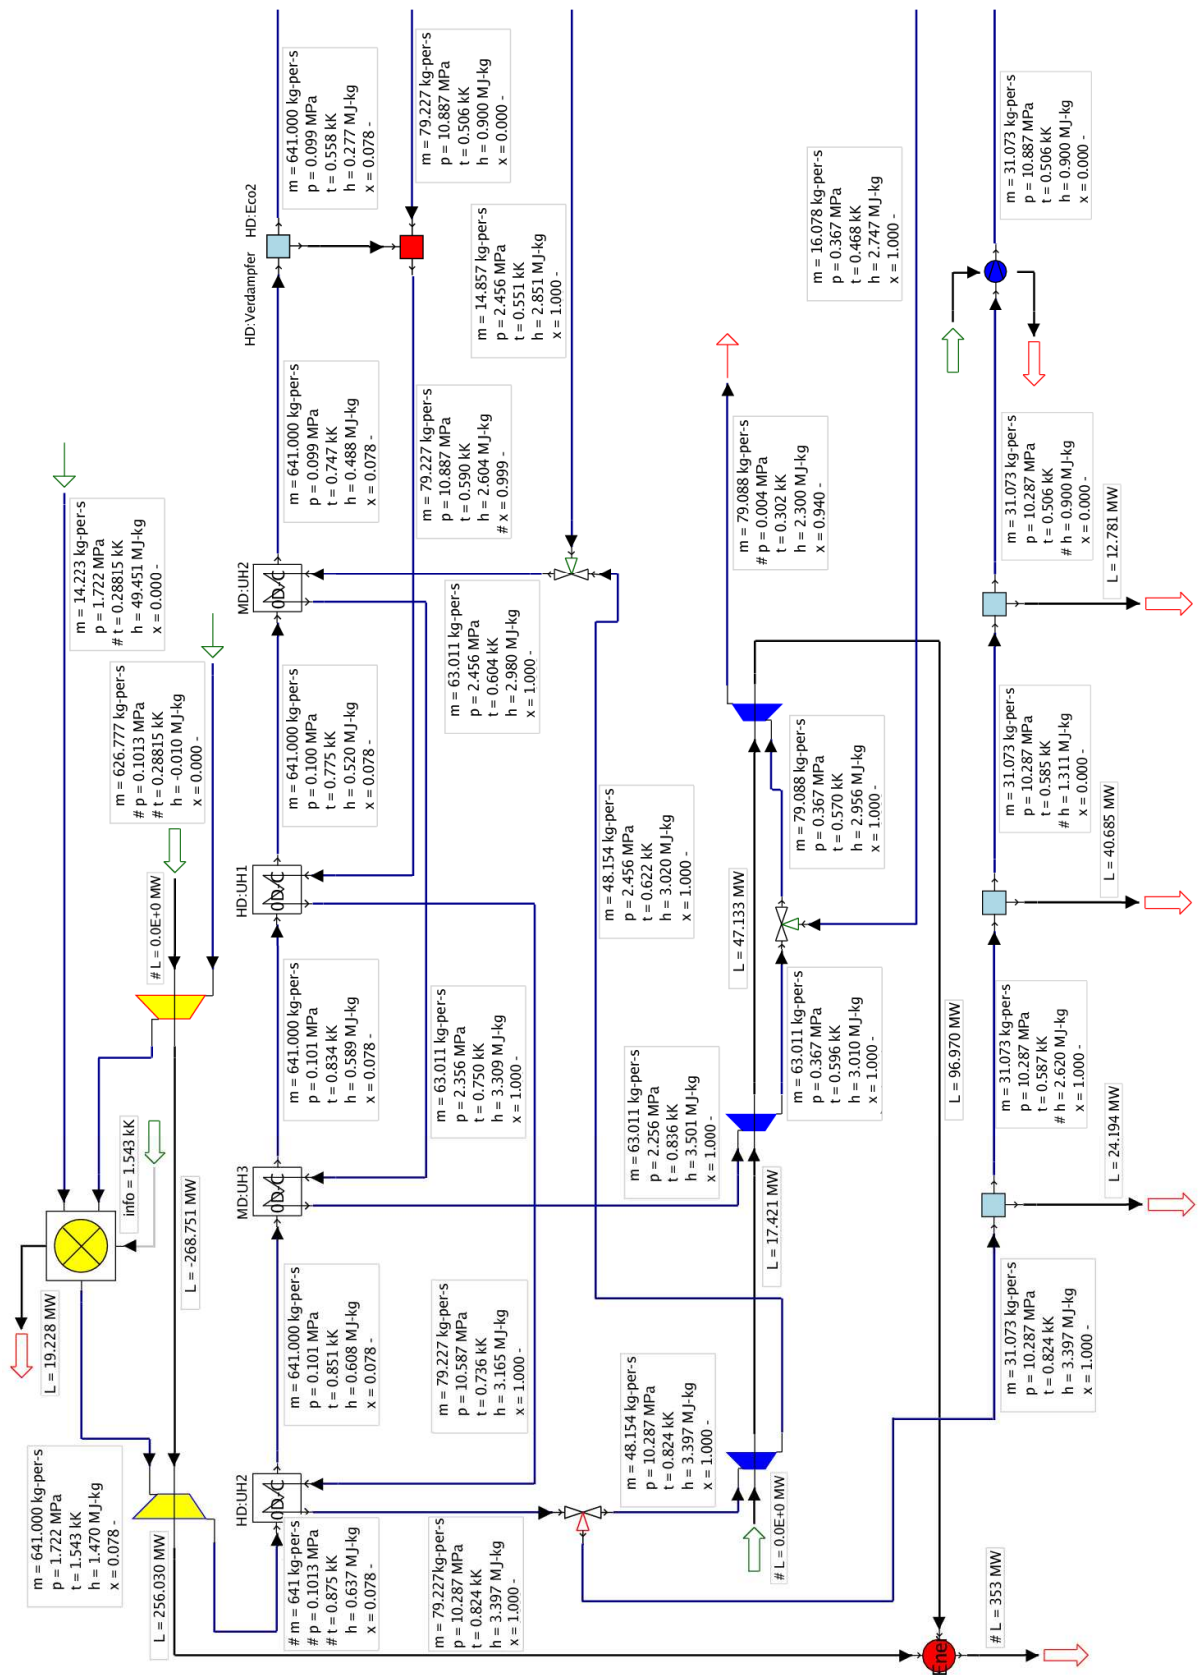 m = 641.000 kg-per-s
p = 1.722 MPa
t = 1.543 kK
h = 1.470 MJ-kg
x = 0.078 -
L = 19.228 MW
info = 1.543 kK
m = 14.223 kg-per-s
p = 1.722 MPa
# t = 0.28815 kK
h = 49.451 MJ-kg
x = 0.000 -
m = 626.777 kg-per-s
# p = 0.1013 MPa
# t = 0.28815 kK
h = -0.010 MJ-kg
x = 0.000 -
L = 256.030 MW
L = -268.751 MW
# L = 0.0E+0 MW
HD:UH2
0D/C
MD:UH3
0D/C
HD:UH1
0D/C
MD:UH2
0D/C
HD:Verdampfer
HD:Eco2
# m = 641 kg-per-s
# p = 0.1013 MPa
# t = 0.875 kK
h = 0.637 MJ-kg
x = 0.078 -
m = 641.000 kg-per-s
p = 0.101 MPa
t = 0.851 kK
h = 0.608 MJ-kg
x = 0.078 -
m = 641.000 kg-per-s
p = 0.101 MPa
t = 0.834 kK
h = 0.589 MJ-kg
x = 0.078 -
m = 641.000 kg-per-s
p = 0.100 MPa
t = 0.775 kK
h = 0.520 MJ-kg
x = 0.078 -
m = 641.000 kg-per-s
p = 0.099 MPa
t = 0.747 kK
h = 0.488 MJ-kg
x = 0.078 -
m = 641.000 kg-per-s
p = 0.099 MPa
t = 0.558 kK
h = 0.277 MJ-kg
x = 0.078 -
m = 79.227kg-per-s
p = 10.287 MPa
t = 0.824 kK
h = 3.397 MJ-kg
x = 1.000-
m = 79.227 kg-per-s
p = 10.587 MPa
t = 0.736 kK
h = 3.165 MJ-kg
x = 1.000 -
m = 63.011 kg-per-s
p = 2.356 MPa
t = 0.750 kK
h = 3.309 MJ-kg
x = 1.000 -
m = 63.011 kg-per-s
p = 2.456 MPa
t = 0.604 kK
h = 2.980 MJ-kg
x = 1.000 -
m = 79.227 kg-per-s
p = 10.887 MPa
t = 0.590 kK
h = 2.604 MJ-kg
# x = 0.999 -
m = 14.857 kg-per-s
p = 2.456 MPa
t = 0.551 kK
h = 2.851 MJ-kg
x = 1.000 -
m = 79.227 kg-per-s
p = 10.887 MPa
t = 0.506 kK
h = 0.900 MJ-kg
x = 0.000 -
m = 48.154 kg-per-s
p = 10.287 MPa
t = 0.824 kK
h = 3.397 MJ-kg
x = 1.000 -
m = 63.011 kg-per-s
p = 2.256 MPa
t = 0.836 kK
h = 3.501 MJ-kg
x = 1.000 -
m = 48.154 kg-per-s
p = 2.456 MPa
t = 0.622 kK
h = 3.020 MJ-kg
x = 1.000 -
m = 79.088 kg-per-s
# p = 0.004 MPa
t = 0.302 kK
h = 2.300 MJ-kg
x = 0.940 -
m = 16.078 kg-per-s
p = 0.367 MPa
t = 0.468 kK
h = 2.747 MJ-kg
x = 1.000 -
# L = 0.0E+0 MW
L = 17.421 MW
L = 47.133 MW
m = 63.011 kg-per-s
p = 0.367 MPa
t = 0.596 kK
h = 3.010 MJ-kg
x = 1.000 -
m = 79.088 kg-per-s
p = 0.367 MPa
t = 0.570 kK
h = 2.956 MJ-kg
x = 1.000 -
Ener
L = 96.970 MW
# L = 353 MW
m = 31.073 kg-per-s
p = 10.287 MPa
t = 0.824 kK
h = 3.397 MJ-kg
x = 1.000 -
m = 31.073 kg-per-s
p = 10.287 MPa
t = 0.587 kK
# h = 2.620 MJ-kg
x = 1.000 -
m = 31.073 kg-per-s
p = 10.287 MPa
t = 0.585 kK
# h = 1.311 MJ-kg
x = 0.000 -
m = 31.073 kg-per-s
p = 10.287 MPa
t = 0.506 kK
# h = 0.900 MJ-kg
x = 0.000 -
m = 31.073 kg-per-s
p = 10.887 MPa
t = 0.506 kK
h = 0.900 MJ-kg
x = 0.000 -
L = 24.194 MW
L = 40.685 MW
L = 12.781 MW